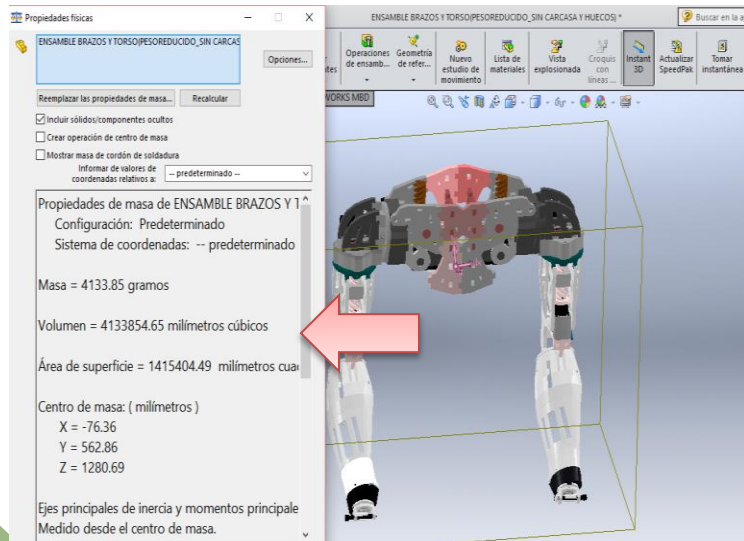 Propiedades físicas
ENSAMBLE BRAZOS Y TORSO(PESOREDUCIDO_SIN CARCASA Y HUECOS) *
Buscar en la a
ENSAMBLE BRAZOS Y TORSO(PESOREDUCIDO_SIN CARCAS
Opciones...
Reemplazar las propiedades de masa...
Recalcular
Incluir sólidos/componentes ocultos
Crear operación de centro de masa
Mostrar masa de cordón de soldadura
Informar de valores de
coordenadas relativos a:
-- predeterminado --
Propiedades de masa de ENSAMBLE BRAZOS Y T
Configuración: Predeterminado
Sistema de coordenadas: -- predeterminado
Masa = 4133.85 gramos
Volumen = 4133854.65 milímetros cúbicos
Área de superficie = 1415404.49 milímetros cua
Centro de masa: ( milímetros )
X = -76.36
Y = 562.86
Z = 1280.69
Ejes principales de inercia y momentos principale
Medido desde el centro de masa.
ntes
Operaciones
de ensamb...
Geometría
de refer...
Nuevo
estudio de
movimiento
Lista de
materiales
Vista
explosionada
Croquis
con
líneas ...
Instant
3D
Actualizar
SpeedPak
Tomar
instantánea
WORKS MBD